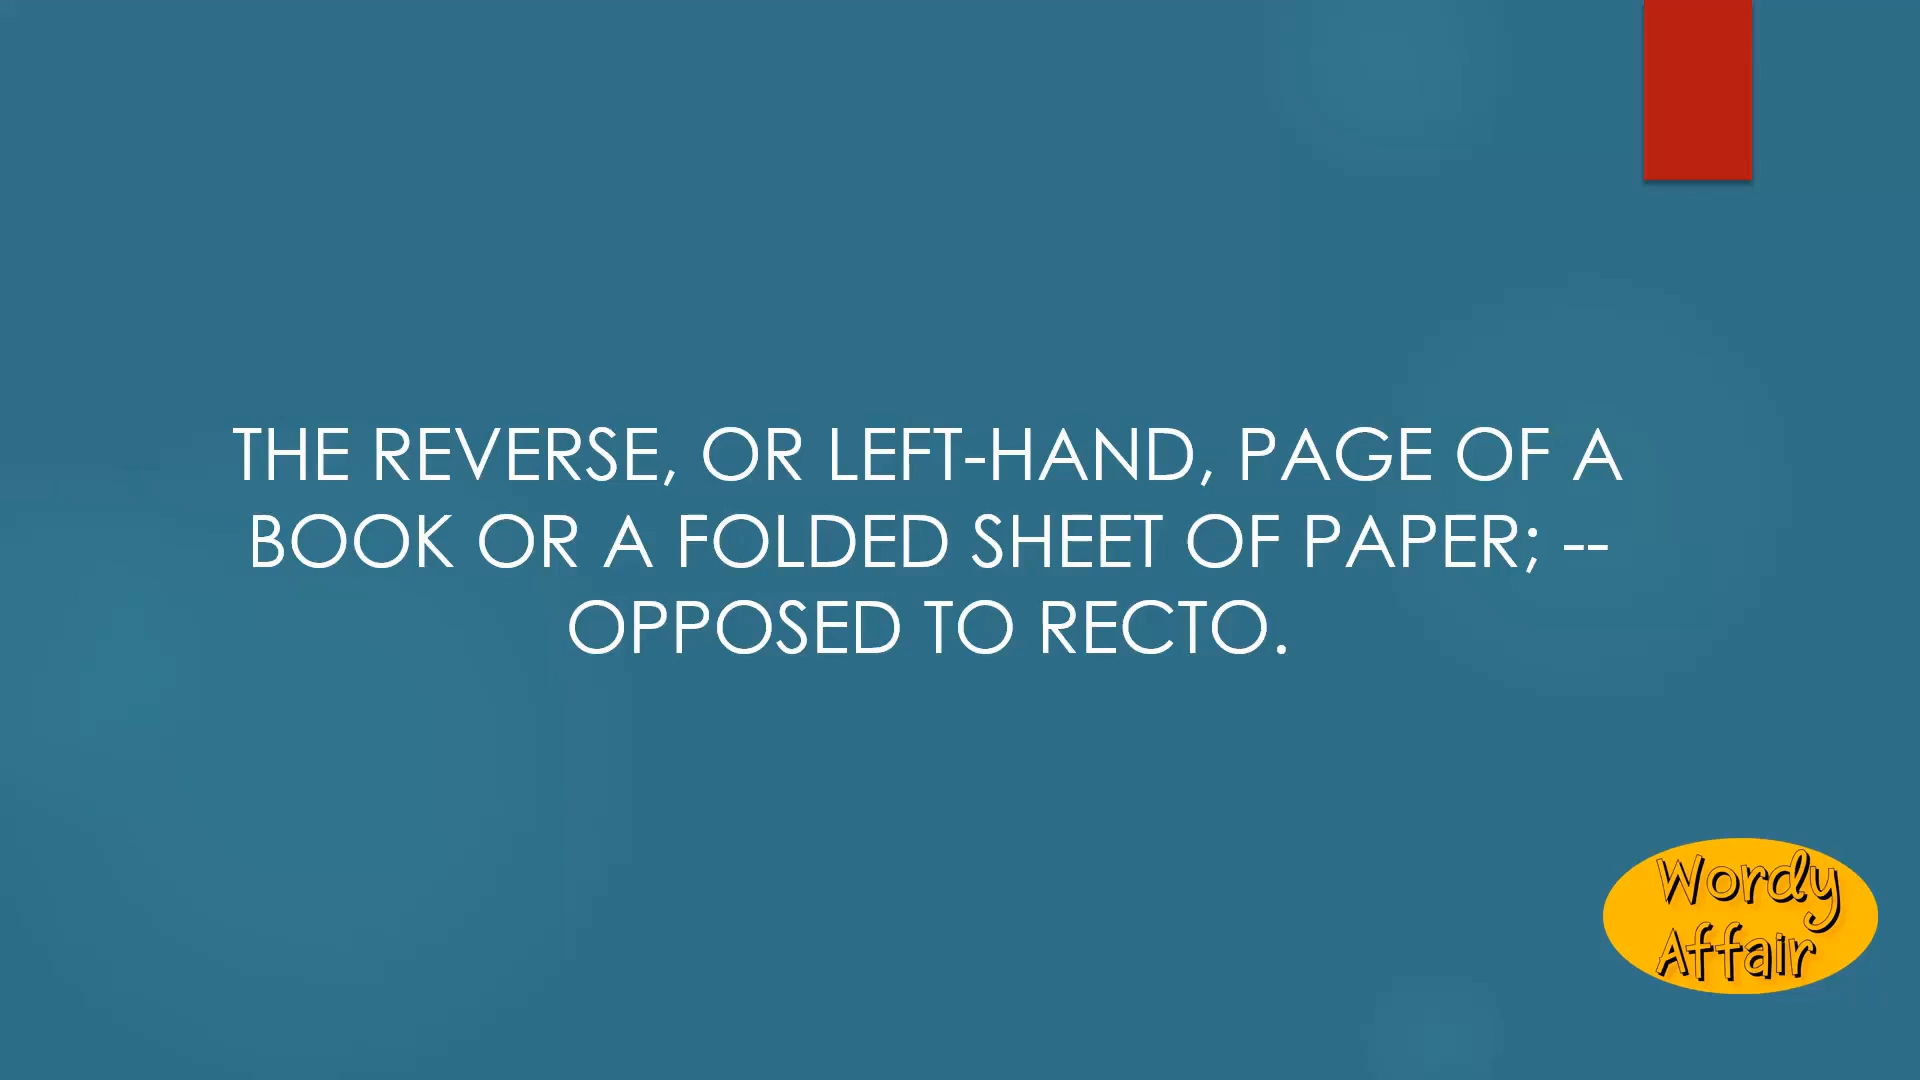 THE REVERSE, OR LEFT-HAND, PAGE OF A
BOOK OR A FOLDED SHEET OF PAPER; --
OPPOSED TO RECTO.
Wordy
Affair